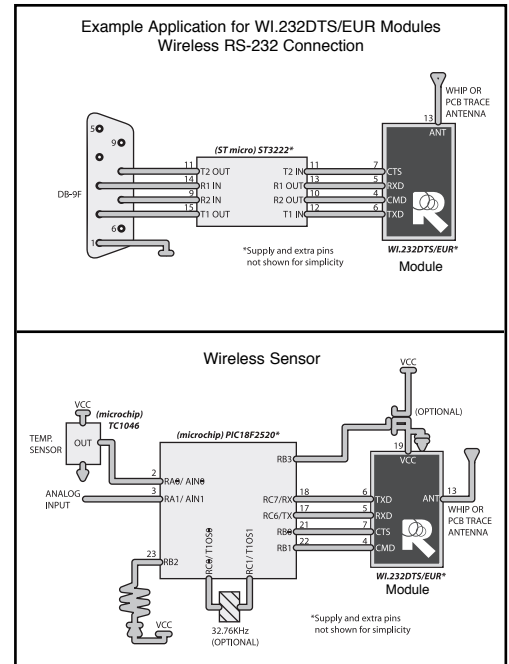 Example Application for WI.232DTS/EUR Modules
Wireless RS-232 Connection
WHIP OR
PCB TRACE
ANTENNA
13
ANT
(ST micro) ST3222*
5
9
DB-9F
6
1
11 T2 OUT T2 IN 11 7 CTS
14 R1 IN R1 OUT 13 5 RXD
9 R2 IN R2 OUT 10 4 CMD
15 T1 OUT T1 IN 12 6 TXD
*Supply and extra pins
not shown for simplicity
WI.232DTS/EUR*
Module
Wireless Sensor
VCC
(OPTIONAL)
VCC
(microchip)
TC1046
TEMP.
SENSOR
OUT
(microchip) PIC18F2520*
RB3
19
VCC
2
RA0/ AIN0
ANALOG
INPUT
3
RA1/ AIN1
RC7/RX 18 6 TXD
RC6/TX 17 5 RXD
RB0 21 7 CTS
RB1 22 4 CMD
ANT 13
WHIP OR
PCB TRACE
ANTENNA
23
RB2
RC0/ T1OS0
RC1/ T1OS1
WI.232DTS/EUR*
Module
VCC
32.76KHz
(OPTIONAL)
*Supply and extra pins
not shown for simplicity